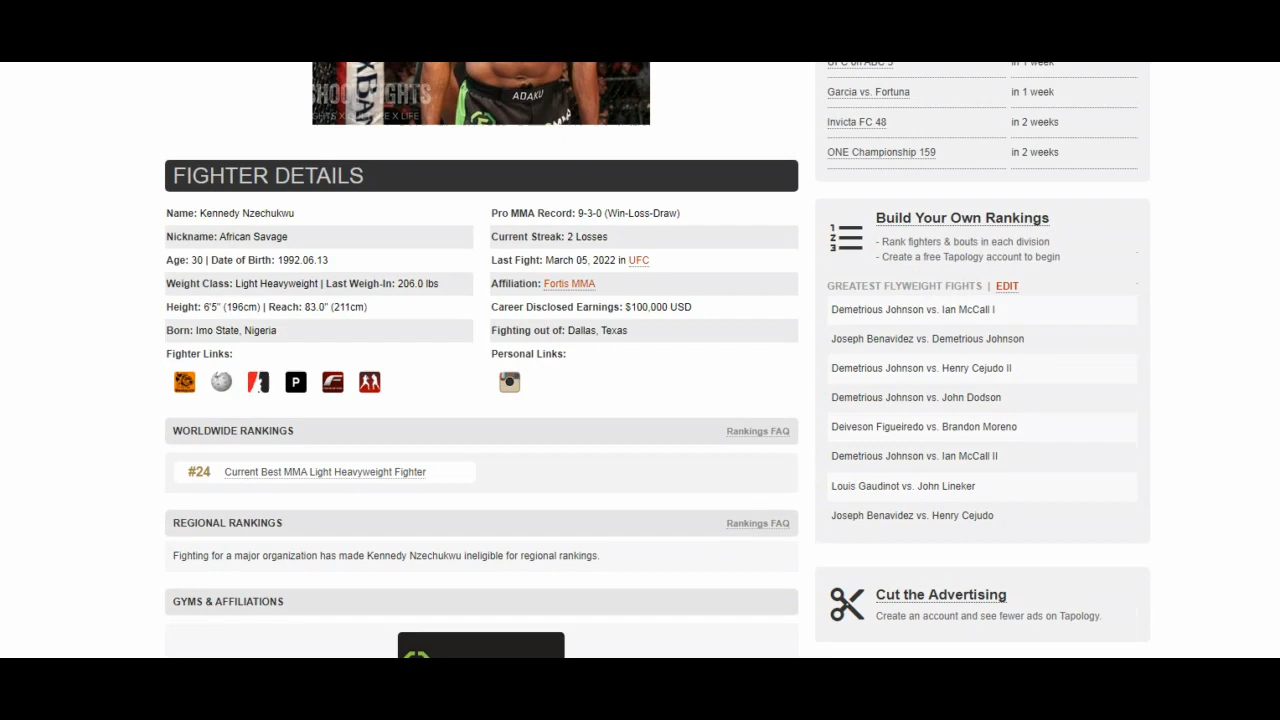 ADAKU
FIGHTER DETAILS
Name: Kennedy Nzechukwu
Nickname: African Savage
Age: 30 | Date of Birth: 1992.06.13
Weight Class: Light Heavyweight | Last Weigh-In: 206.0 lbs
Height: 6'5" (196cm) | Reach: 83.0" (211cm)
Born: Imo State, Nigeria
Fighter Links:
P
Pro MMA Record: 9-3-0 (Win-Loss-Draw)
Current Streak: 2 Losses
Last Fight: March 05, 2022 in UFC
Affiliation: Fortis MMA
Career Disclosed Earnings: $100,000 USD
Fighting out of: Dallas, Texas
Personal Links:
WORLDWIDE RANKINGS Rankings FAQ
#24 Current Best MMA Light Heavyweight Fighter
REGIONAL RANKINGS Rankings FAQ
Fighting for a major organization has made Kennedy Nzechukwu ineligible for regional rankings.
GYMS & AFFILIATIONS
Garcia vs. Fortuna in 1 week
Invicta FC 48 in 2 weeks
ONE Championship 159 in 2 weeks
Build Your Own Rankings
- Rank fighters & bouts in each division
- Create a free Tapology account to begin
GREATEST FLYWEIGHT FIGHTS | EDIT
Demetrious Johnson vs. Ian McCall I
Joseph Benavidez vs. Demetrious Johnson
Demetrious Johnson vs. Henry Cejudo II
Demetrious Johnson vs. John Dodson
Deiveson Figueiredo vs. Brandon Moreno
Demetrious Johnson vs. Ian McCall II
Louis Gaudinot vs. John Lineker
Joseph Benavidez vs. Henry Cejudo
Cut the Advertising
Create an account and see fewer ads on Tapology.